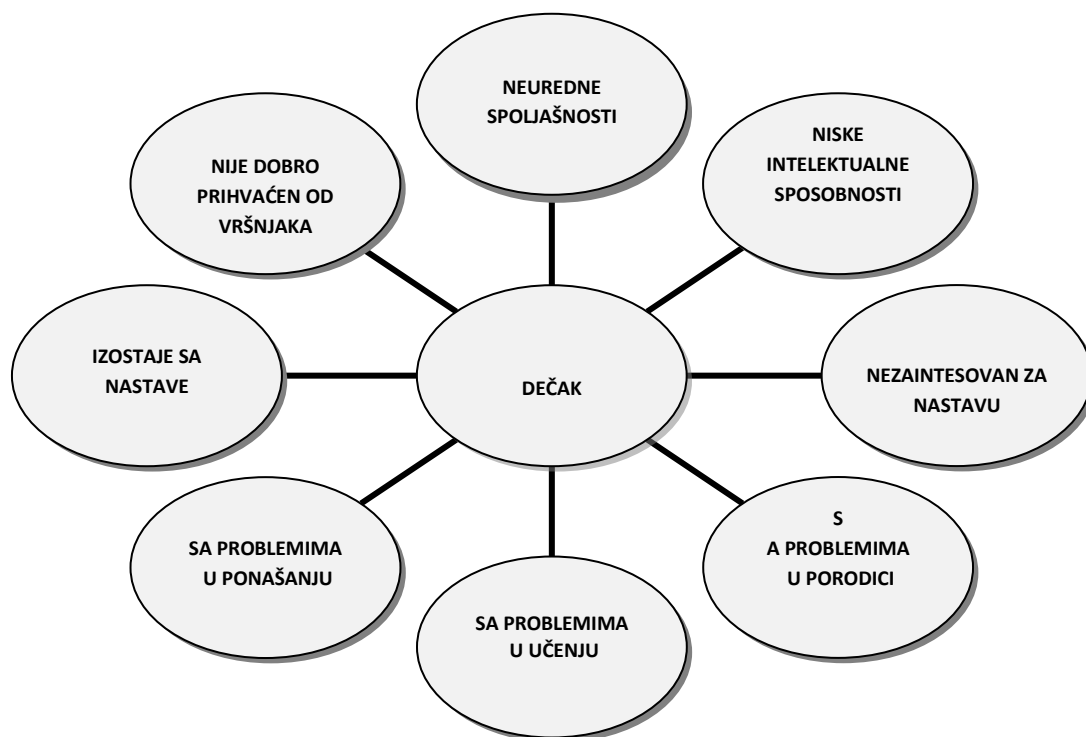 NEUREDNE
SPOLJAŠNOSTI
NISKE
INTELEKTUALNE
SPOSOBNOSTI
NIJE DOBRO
PRIHVAĆEN OD
VRŠNJAKA
IZOSTAJE SA
NASTAVE
DEČAK
NEZAINTESOVAN ZA
NASTAVU
SA PROBLEMIMA
U PONAŠANJU
S
A PROBLEMIMA
U PORODICI
SA PROBLEMIMA
U UČENJU